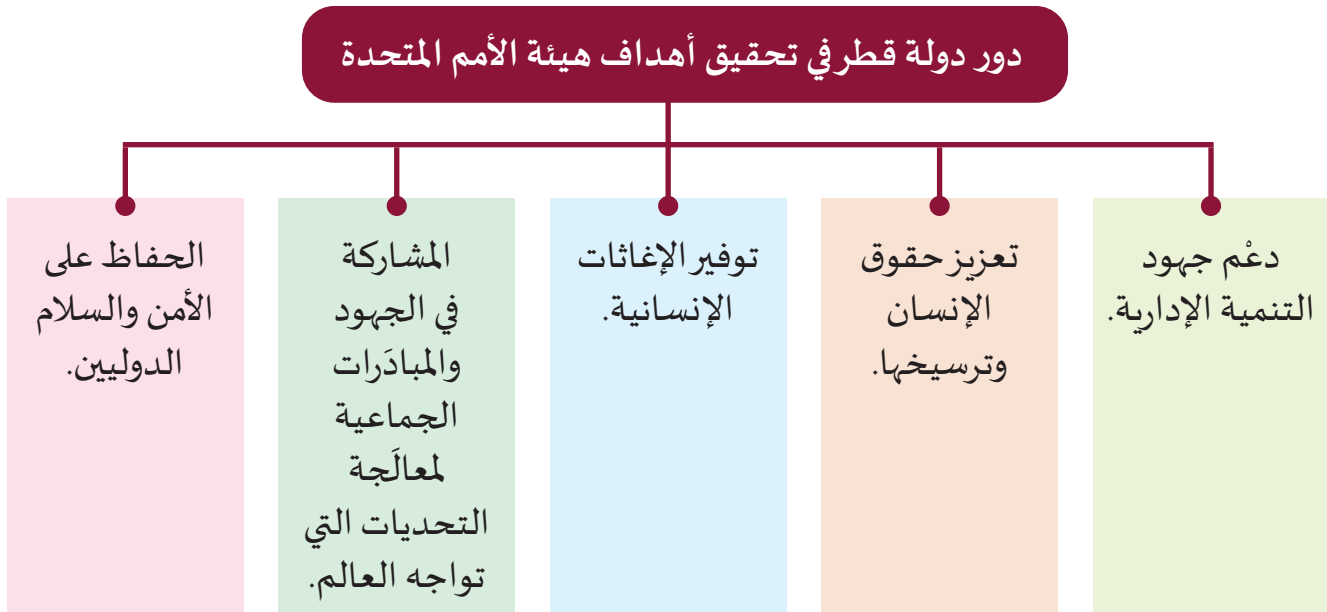 دور دولة قطر في تحقيق أهداف هيئة الأمم المتحدة
دعْم جهود
التنمية الإدارية.
تعزيز حقوق
الإنسان
وترسيخها.
توفير الإغاثات
الإنسانية.
المشاركة
في الجهود
والمبادَرات
الجماعية
لمعالَجة
التحديات التي
تواجه العالم.
الحفاظ على
الأمن والسلام
الدوليين.